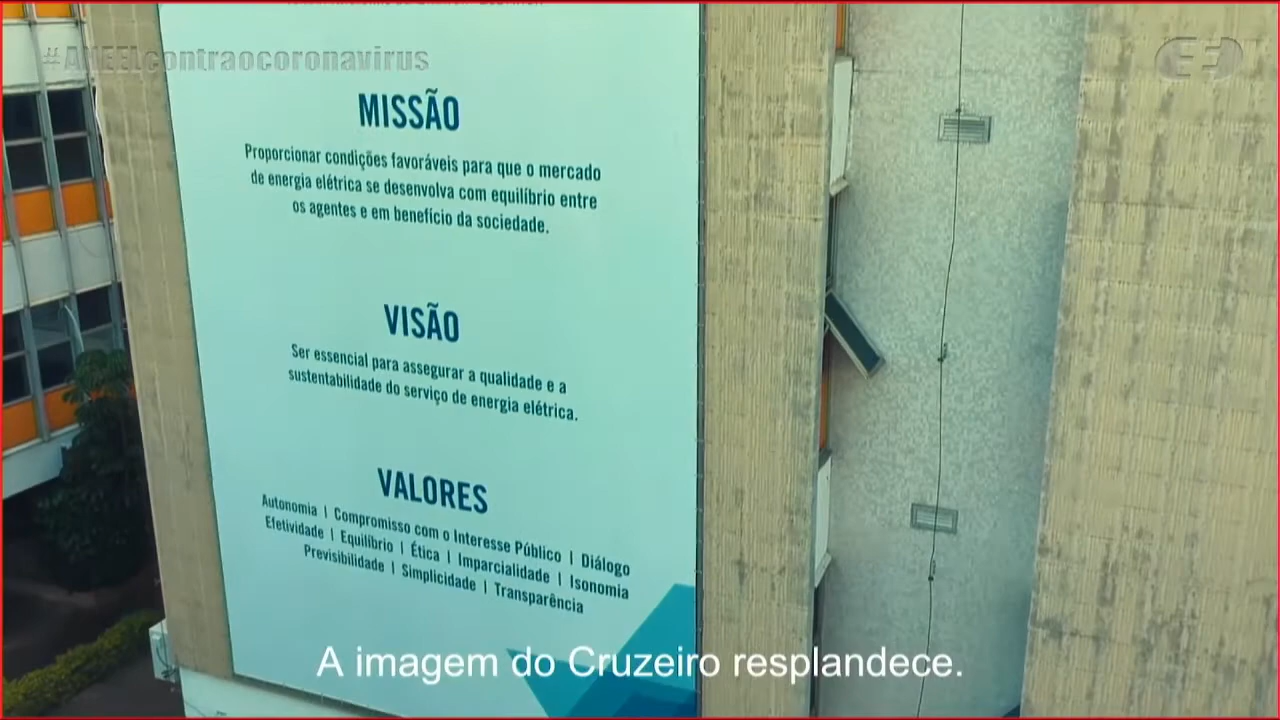 #ANEELcontraocoronavirus
MISSÃO
Proporcionar condições favoráveis para que o mercado
de energia elétrica se desenvolva com equilíbrio entre
os agentes e em benefício da sociedade.
VISÃO
Ser essencial para assegurar a qualidade e a
sustentabilidade do serviço de energia elétrica.
VALORES
Autonomia | Compromisso com o Interesse Público | Diálogo
Efetividade | Equilíbrio | Ética | Imparcialidade | Isonomia
Previsibilidade | Simplicidade | Transparência
A imagem do Cruzeiro resplandece.